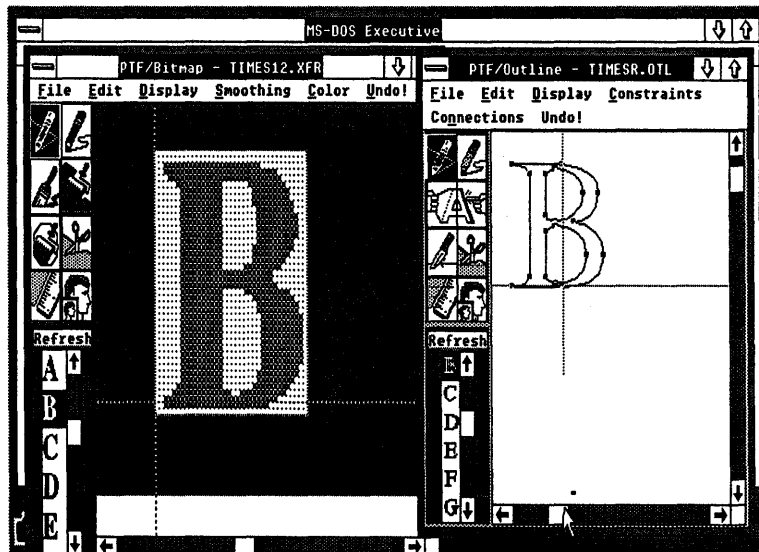 MS-DOS Executive
PTF/Bitmap - TIMES12.XFR
File Edit Display Smoothing Color Undo!
Refresh
A
B
C
D
E
B
PTF/Outline - TIMESR.OTL
File Edit Display Constraints
Connections Undo!
A
B
Refresh
B
C
D
E
F
G